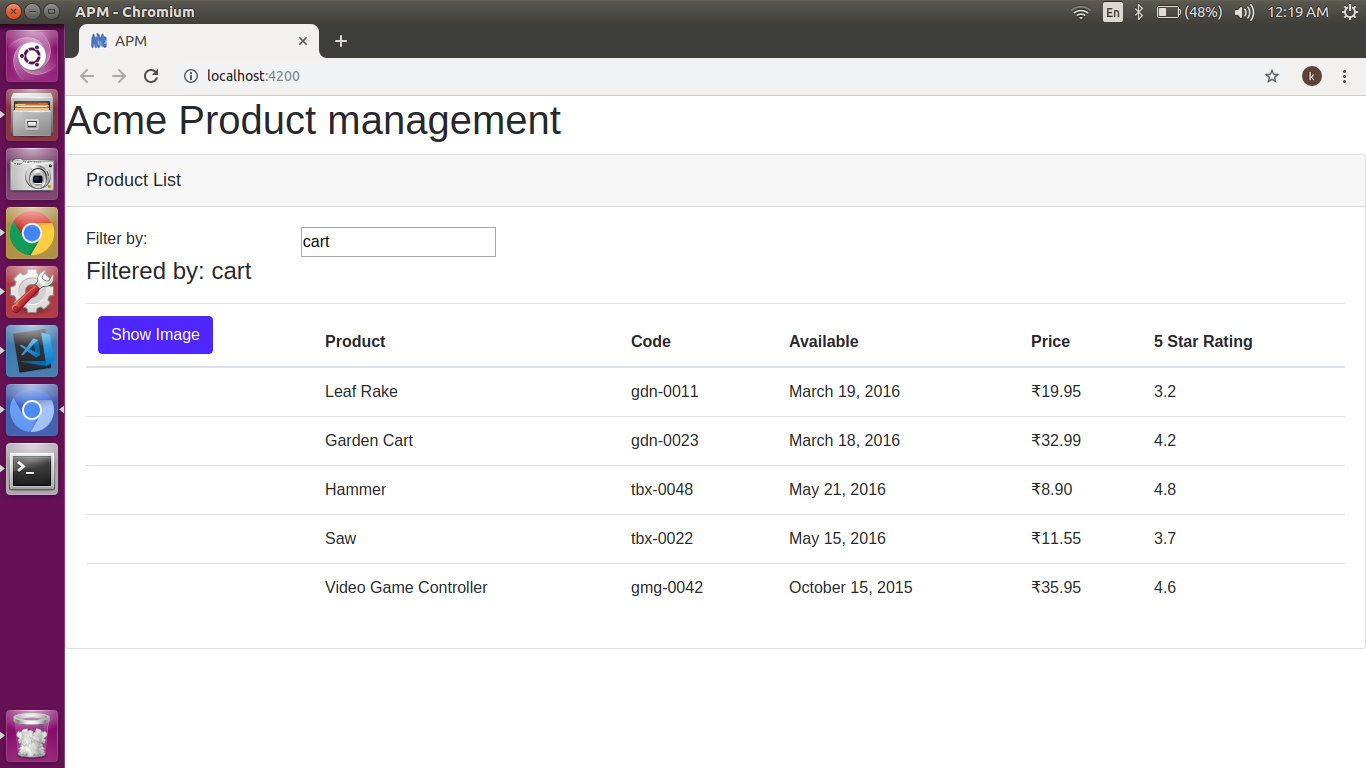 APM - Chromium
En (48%) 12:19 AM
APM
localhost:4200
k
Acme Product management
Product List
Filter by: cart
Filtered by: cart
Show Image Product Code Available Price 5 Star Rating
Leaf Rake gdn-0011 March 19, 2016 ₹19.95 3.2
Garden Cart gdn-0023 March 18, 2016 ₹32.99 4.2
Hammer tbx-0048 May 21, 2016 ₹8.90 4.8
Saw tbx-0022 May 15, 2016 ₹11.55 3.7
Video Game Controller gmg-0042 October 15, 2015 ₹35.95 4.6